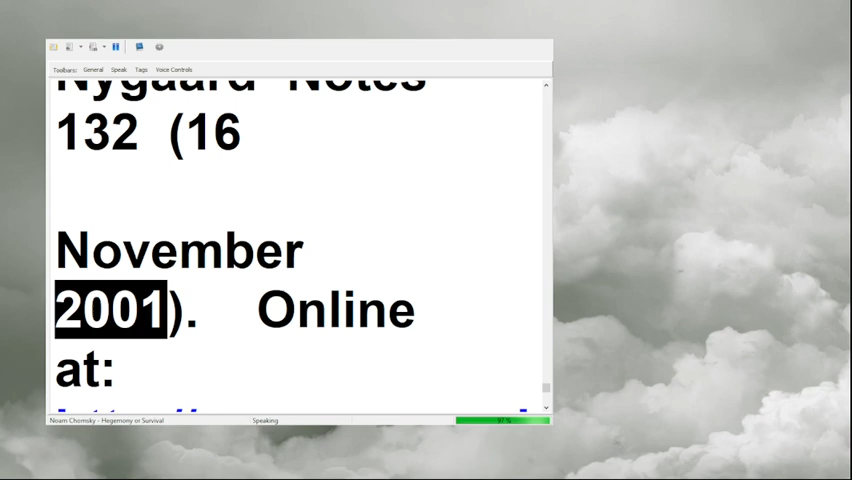 Toolbars: General Speak Tags Voice Controls
Nygaard Notes
132 (16
November
2001). Online
at:
Noam Chomsky - Hegemony or Survival Speaking 97 %